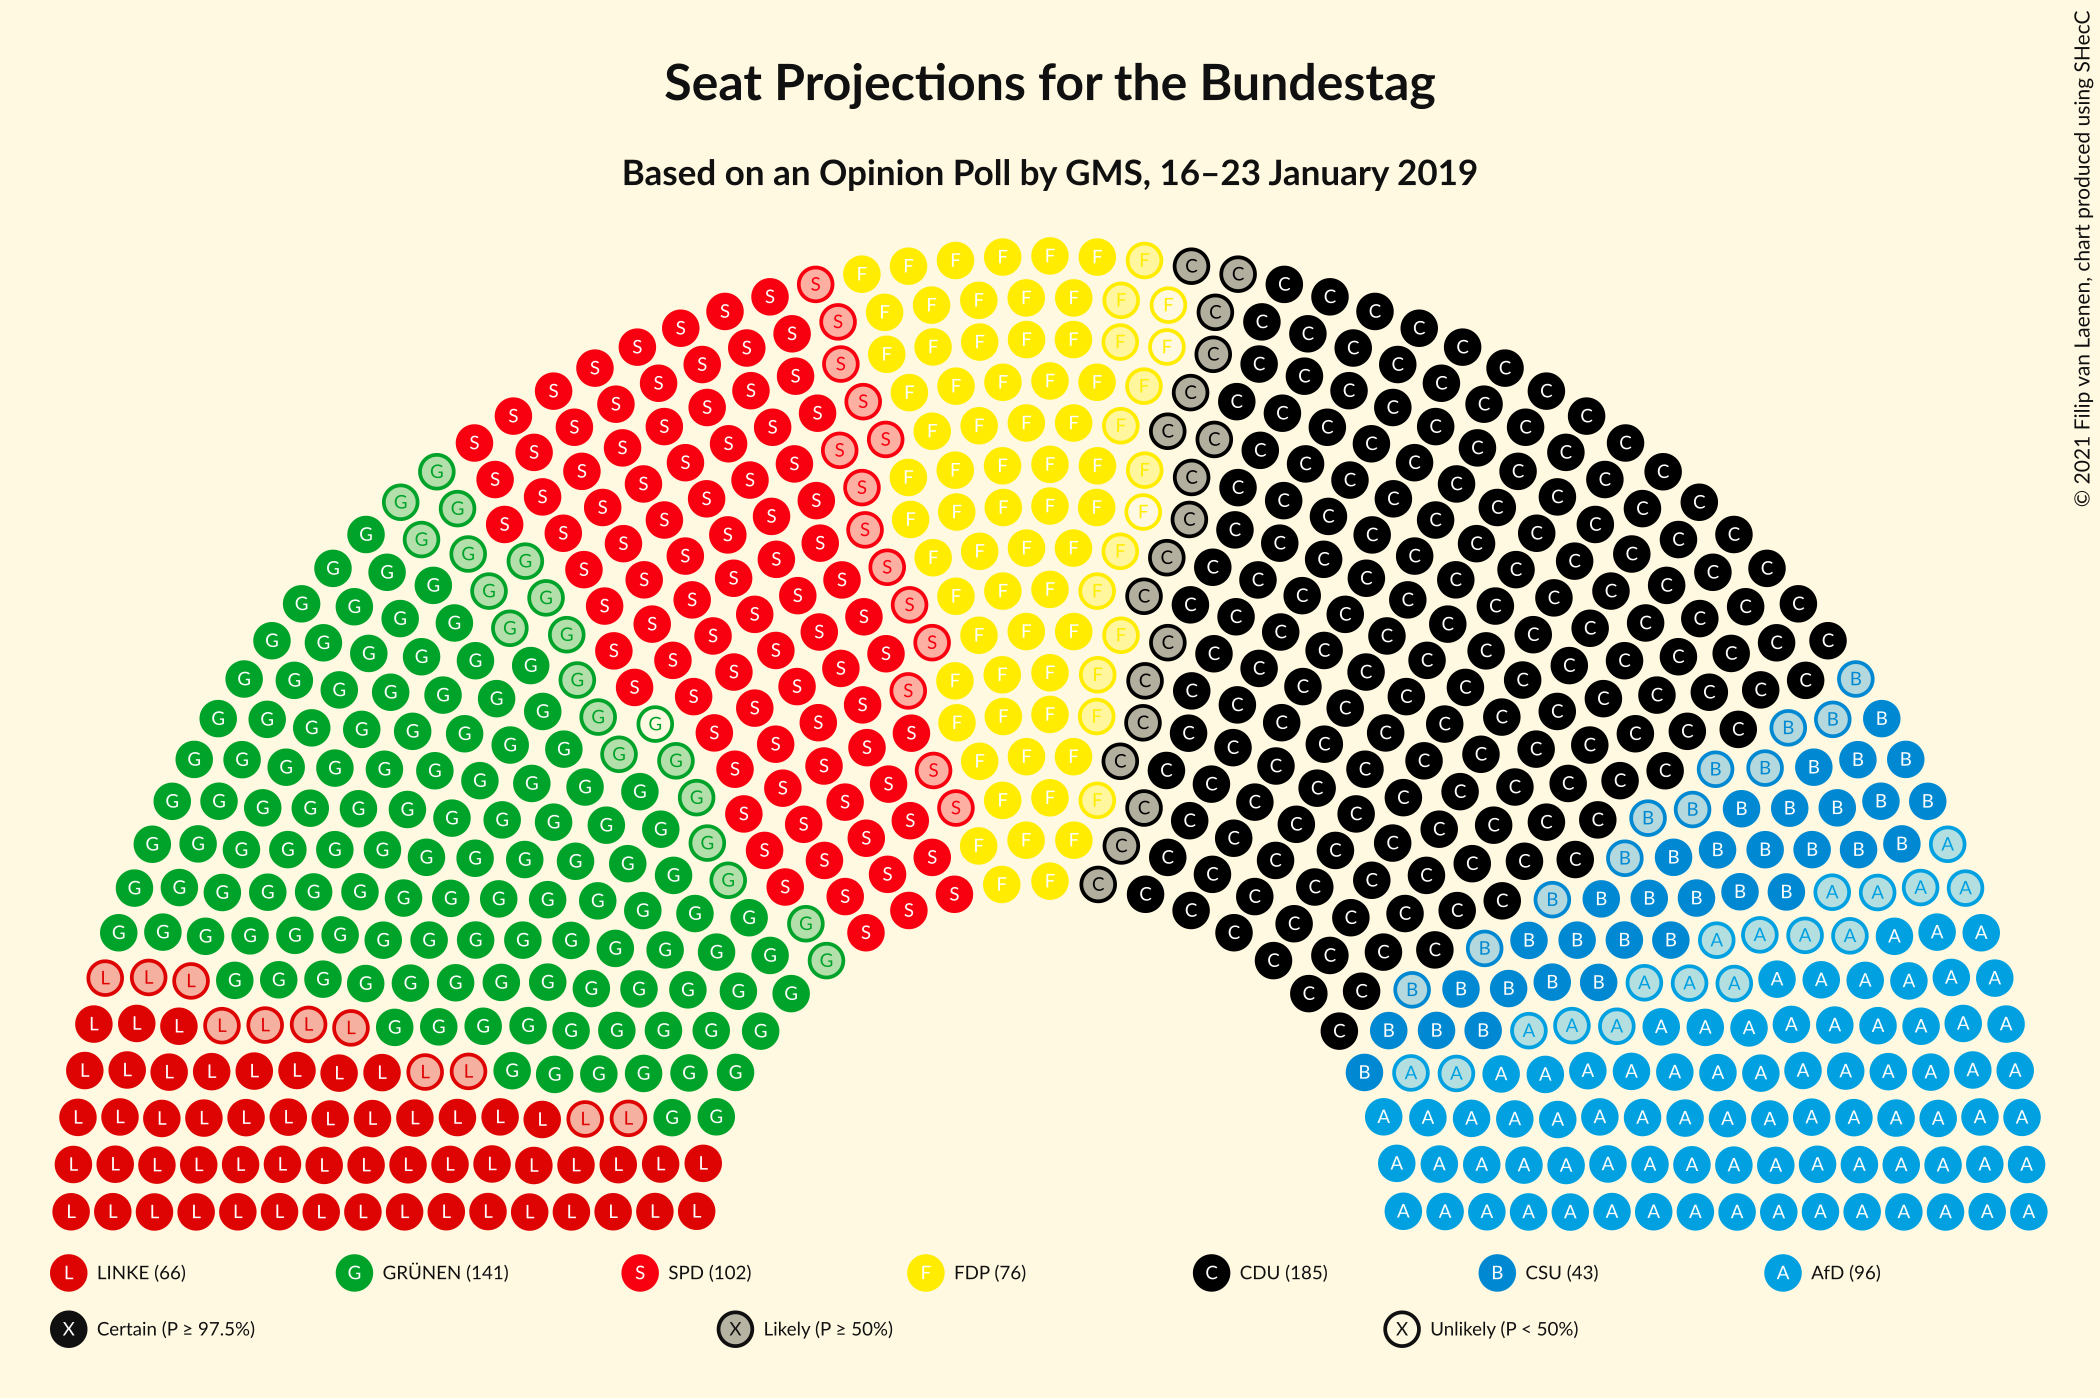 Seat Projections for the Bundestag
Based on an Opinion Poll by GMS, 16–23 January 2019
© 2021 Filip van Laenen, chart produced using SHecC
L LINKE (66) G GRÜNEN (141) S SPD (102) F FDP (76) C CDU (185) B CSU (43) A AfD (96)
X Certain (P ≥ 97.5%) X Likely (P ≥ 50%) X Unlikely (P < 50%)